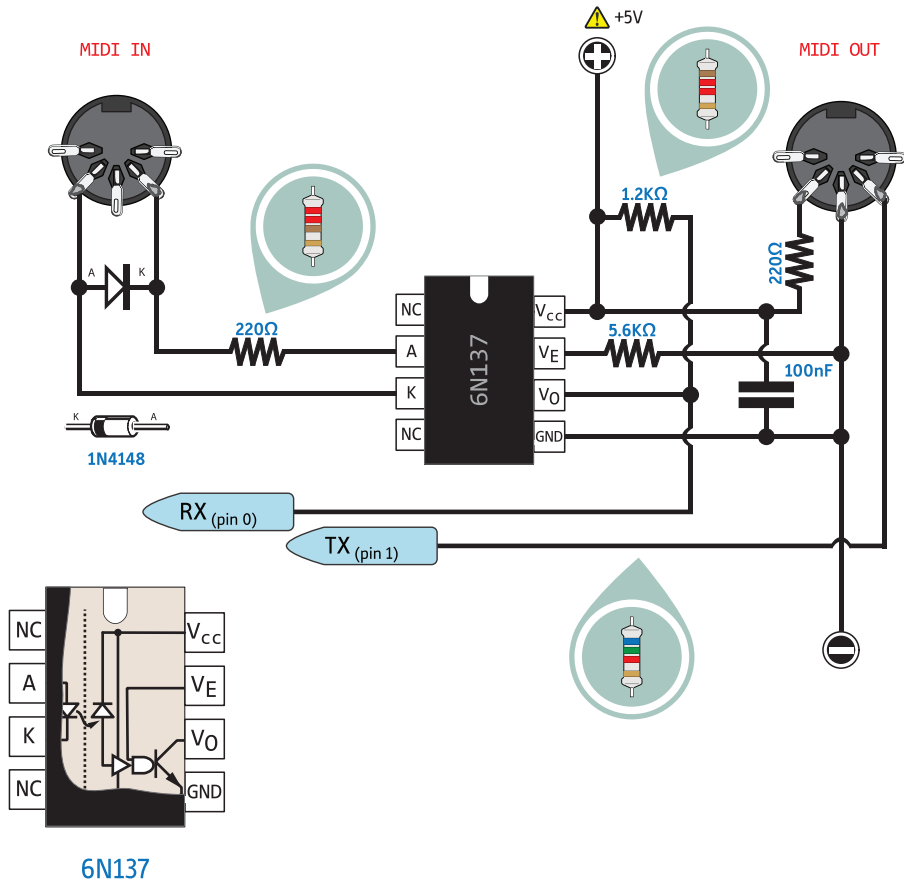 +5V
MIDI IN
MIDI OUT
1.2KΩ
220Ω
A
K
220Ω
NC
A
K
NC
6N137
Vcc
VE
VO
GND
5.6KΩ
100nF
K
A
1N4148
RX (pin 0)
TX (pin 1)
NC
A
K
NC
Vcc
VE
VO
GND
6N137